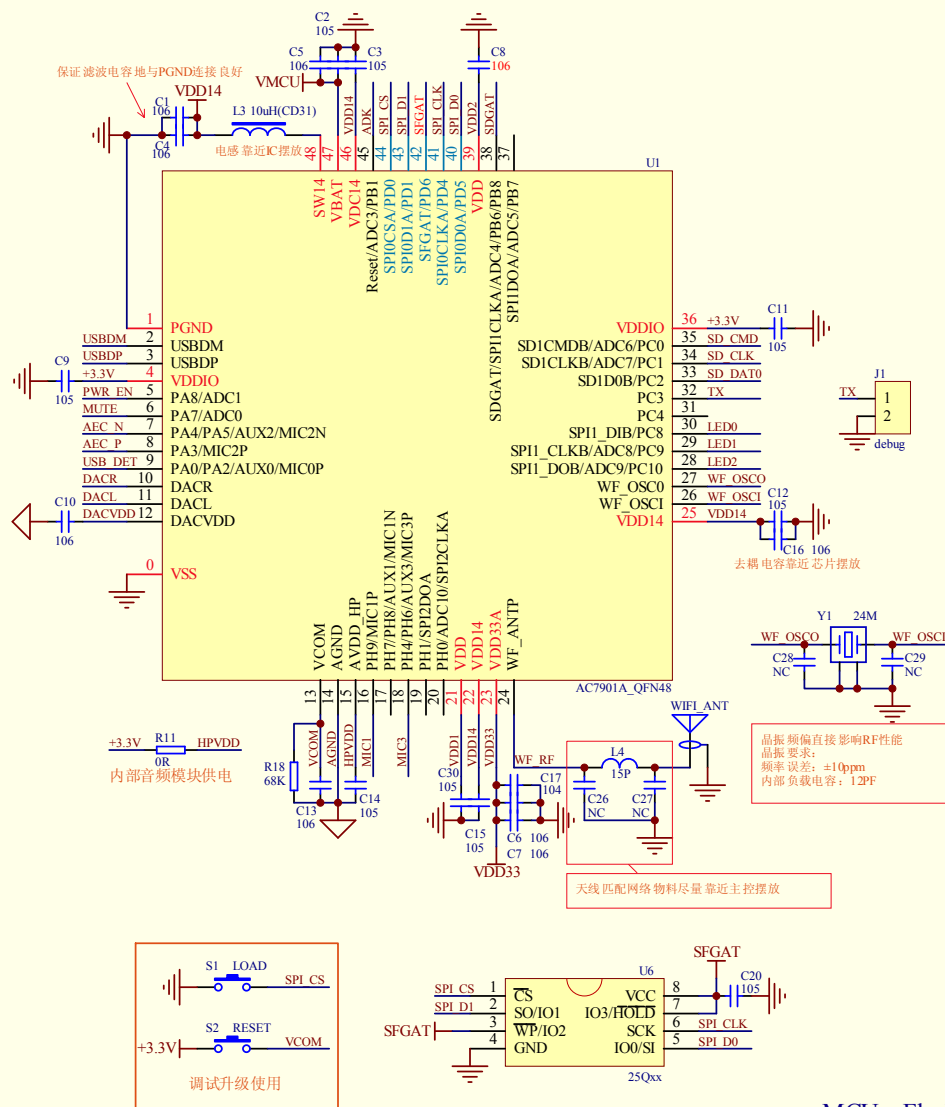 C2
105
C5
106
C3
105
C8
106
保证滤波电容地与PGND连接良好
VMCU
VDD14
C1
106
C4
106
L3 10uH(CD31)
电感靠近IC摆放
VDD14
ADK
SPI_CS
SPI_D1
SFGAT
SPI_CLK
SPI_D0
VDD2
SDGAT
48
47
46
45
44
43
42
41
40
39
38
37
U1
SW14
VBAT
VDC14
Reset/ADC3/PB1
SPI0CSA/PD0
SPI0D1A/PD1
SFGAT/PD6
SPI0CLKA/PD4
SPI0D0A/PD5
VDD
SDGAT/SPI1CLKA/ADC4/PB6/PB8
SPI1DOA/ADC5/PB7
1 PGND
USBDM 2 USBDM
USBDP 3 USBDP
C9
105
+3.3V 4 VDDIO
PWR_EN 5 PA8/ADC1
MUTE 6 PA7/ADC0
AEC_N 7 PA4/PA5/AUX2/MIC2N
AEC_P 8 PA3/MIC2P
USB_DET 9 PA0/PA2/AUX0/MIC0P
DACR 10 DACR
DACL 11 DACL
C10
106
DACVDD 12 DACVDD
0 VSS
VDDIO 36 +3.3V
C11
105
SD1CMDB/ADC6/PC0 35 SD_CMD
SD1CLKB/ADC7/PC1 34 SD_CLK
SD1D0B/PC2 33 SD_DAT0
PC3 32 TX
PC4 31
SPI1_DIB/PC8 30 LED0
SPI1_CLKB/ADC8/PC9 29 LED1
SPI1_DOB/ADC9/PC10 28 LED2
WF_OSC0 27 WF_OSCO
WF_OSCI 26 WF_OSCI
VDD14 25 VDD14
C12
105
C16 106
去耦电容靠近芯片摆放
J1
TX 1
2
debug
VCOM
AGND
AVDD_HP
PH9/MIC1P
PH7/PH8/AUX1/MIC1N
PH4/PH6/AUX3/MIC3P
PH1/SPI2DOA
PH0/ADC10/SPI2CLKA
VDD
VDD14
VDD33A
WF_ANTP
13
14
15
16
17
18
19
20
21
22
23
24
AC7901A_QFN48
Y1 24M
WF_OSCO
WF_OSCI
C28
NC
C29
NC
晶振频偏直接影响RF性能
晶振要求：
频率误差：±10ppm
内部负载电容：12PF
+3.3V R11 HPVDD
0R
内部音频模块供电
R18
68K
VCOM
AGND
HPVDD
MIC1
MIC3
VDD1
VDD14
VDD33
C13
106
C14
105
C30
105
C15
105
C17
104
C6 106
C7 106
VDD33
WF_RF
L4
15P
C26
NC
C27
NC
WIFI_ANT
天线匹配网络物料尽量靠近主控摆放
S1 LOAD
SPI_CS
S2 RESET
+3.3V
VCOM
调试升级使用
SFGAT
U6
C20
105
SPI_CS 1 CS
SPI_D1 2 SO/IO1
SFGAT 3 WP/IO2
4 GND
VCC 8
IO3/HOLD 7
SCK 6 SPI_CLK
IO0/SI 5 SPI_D0
25Qxx